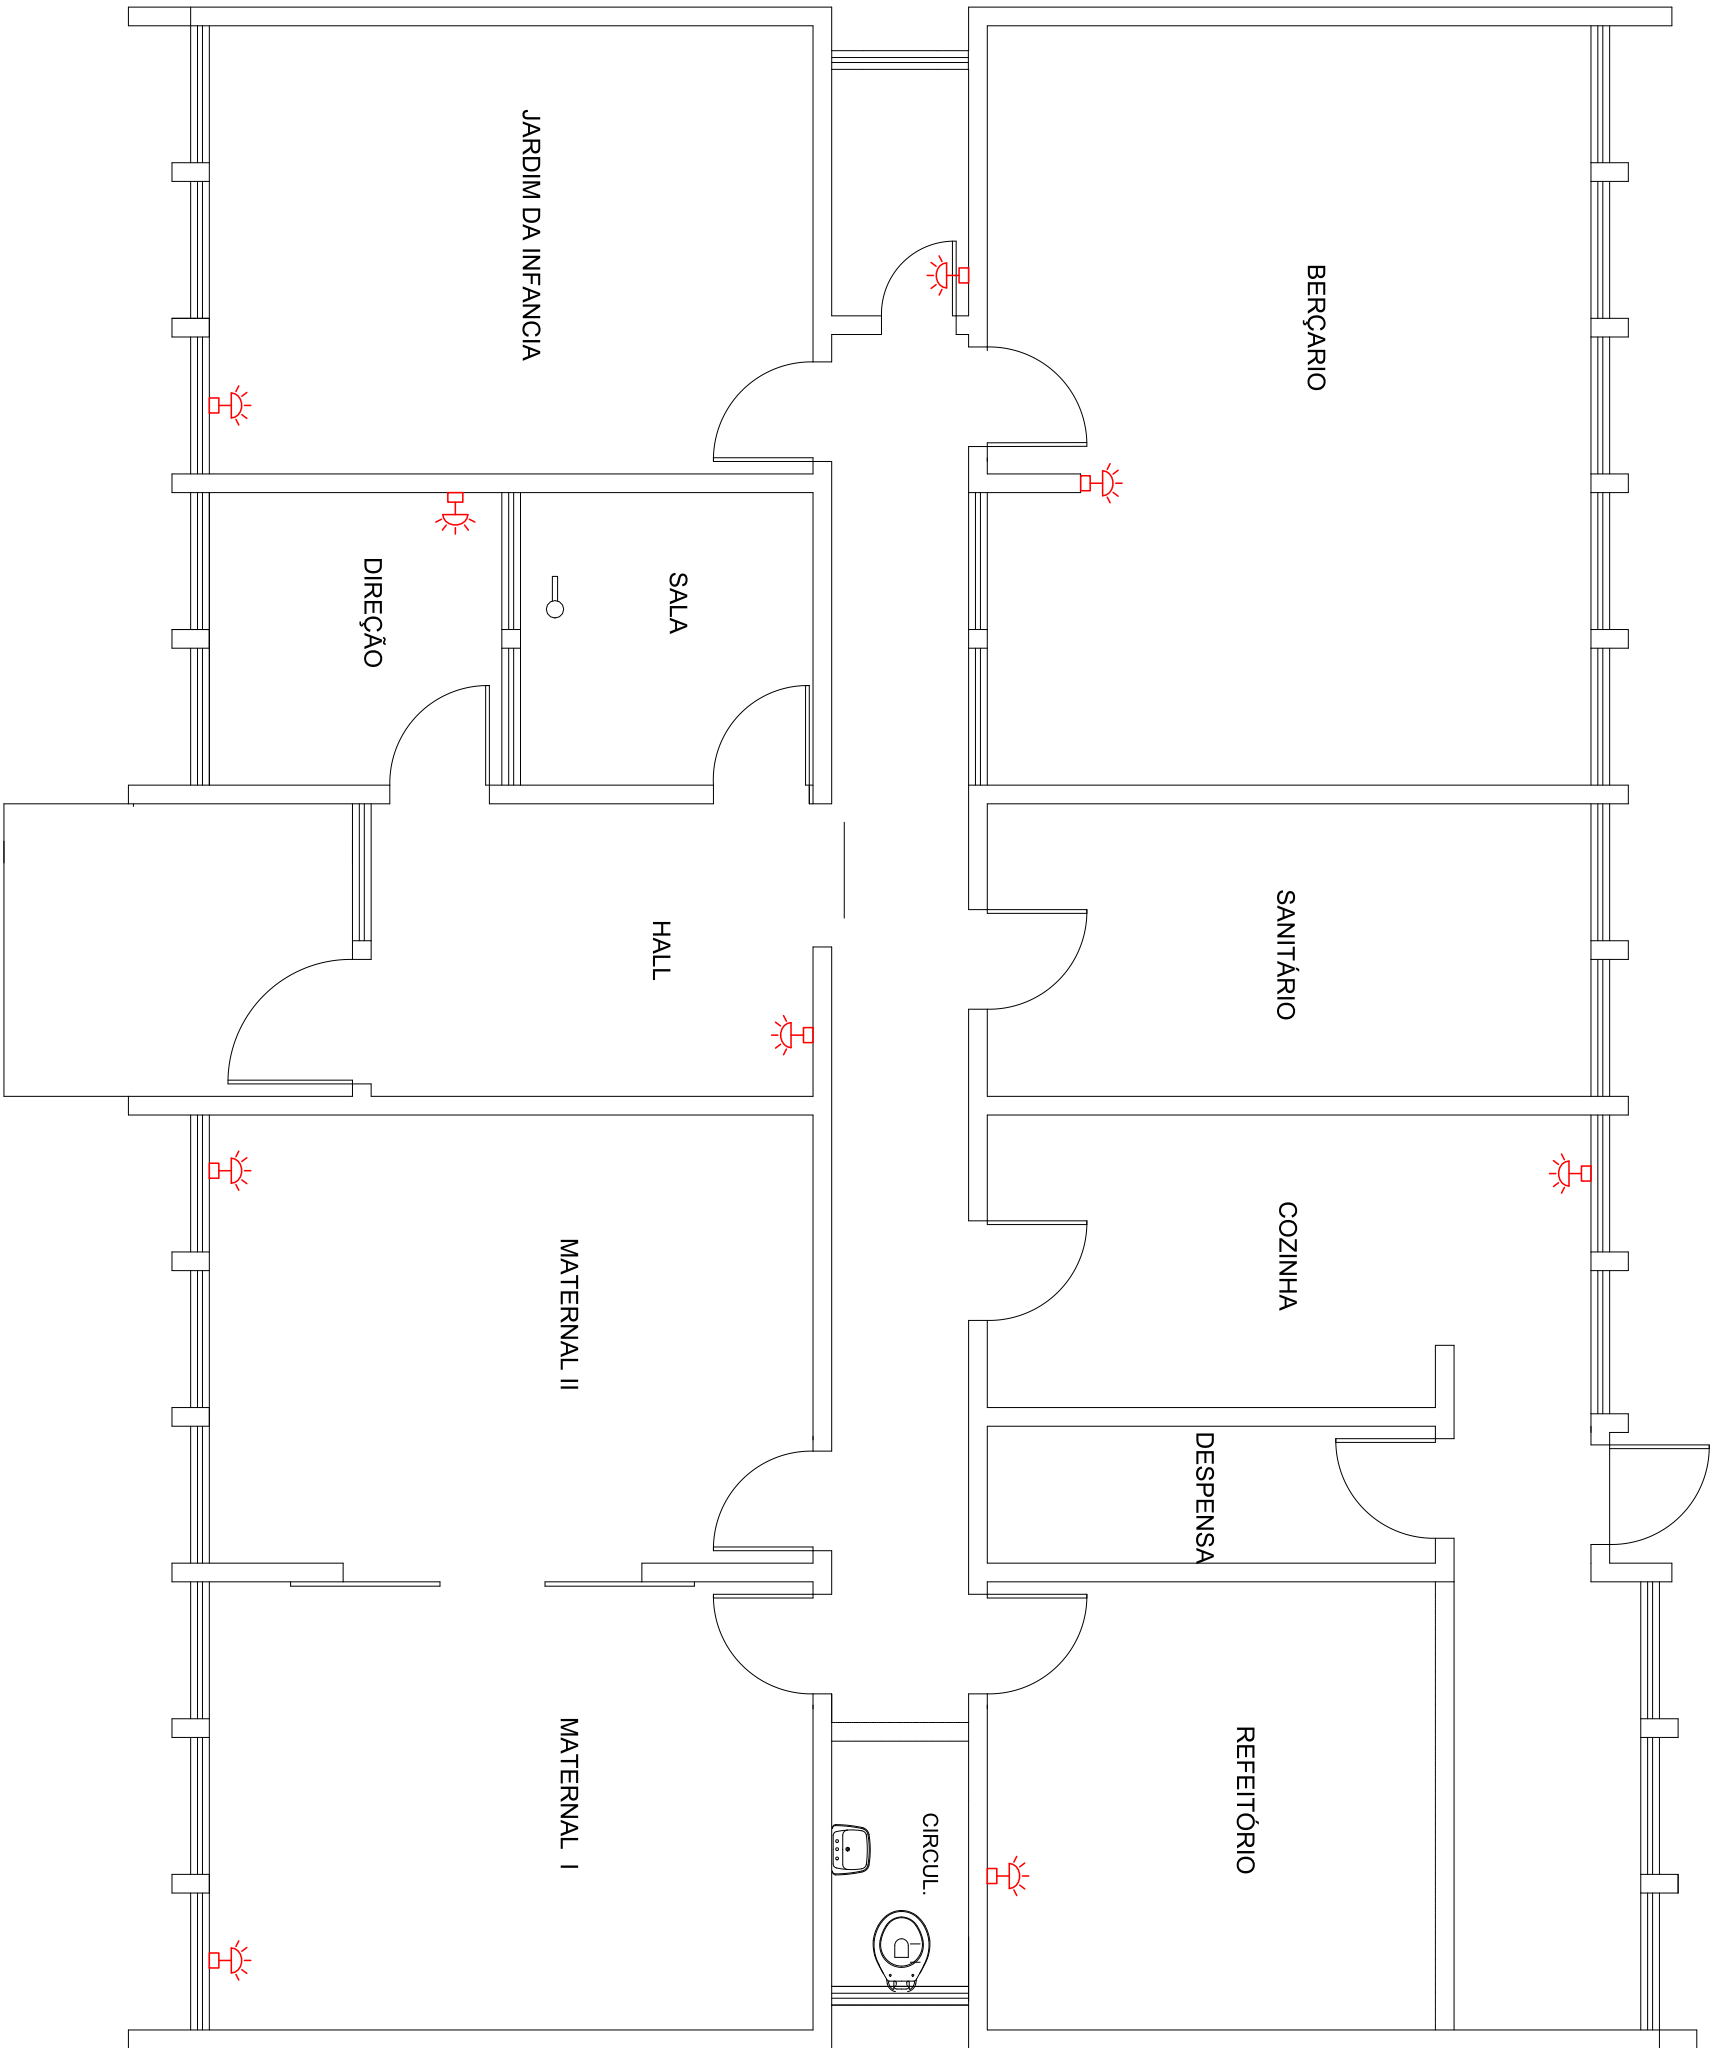 JARDIM DA INFANCIA
BERÇARIO
DIREÇÃO
SALA
HALL
SANITÁRIO
MATERNAL II
COZINHA
DESPENSA
MATERNAL I
CIRCUL.
REFEITÓRIO